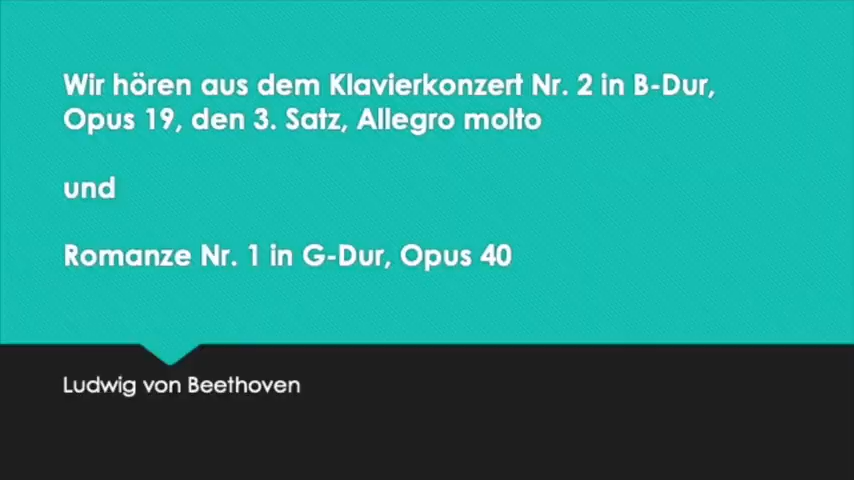 Wir hören aus dem Klavierkonzert Nr. 2 in B-Dur,
Opus 19, den 3. Satz, Allegro molto
und
Romanze Nr. 1 in G-Dur, Opus 40
Ludwig von Beethoven